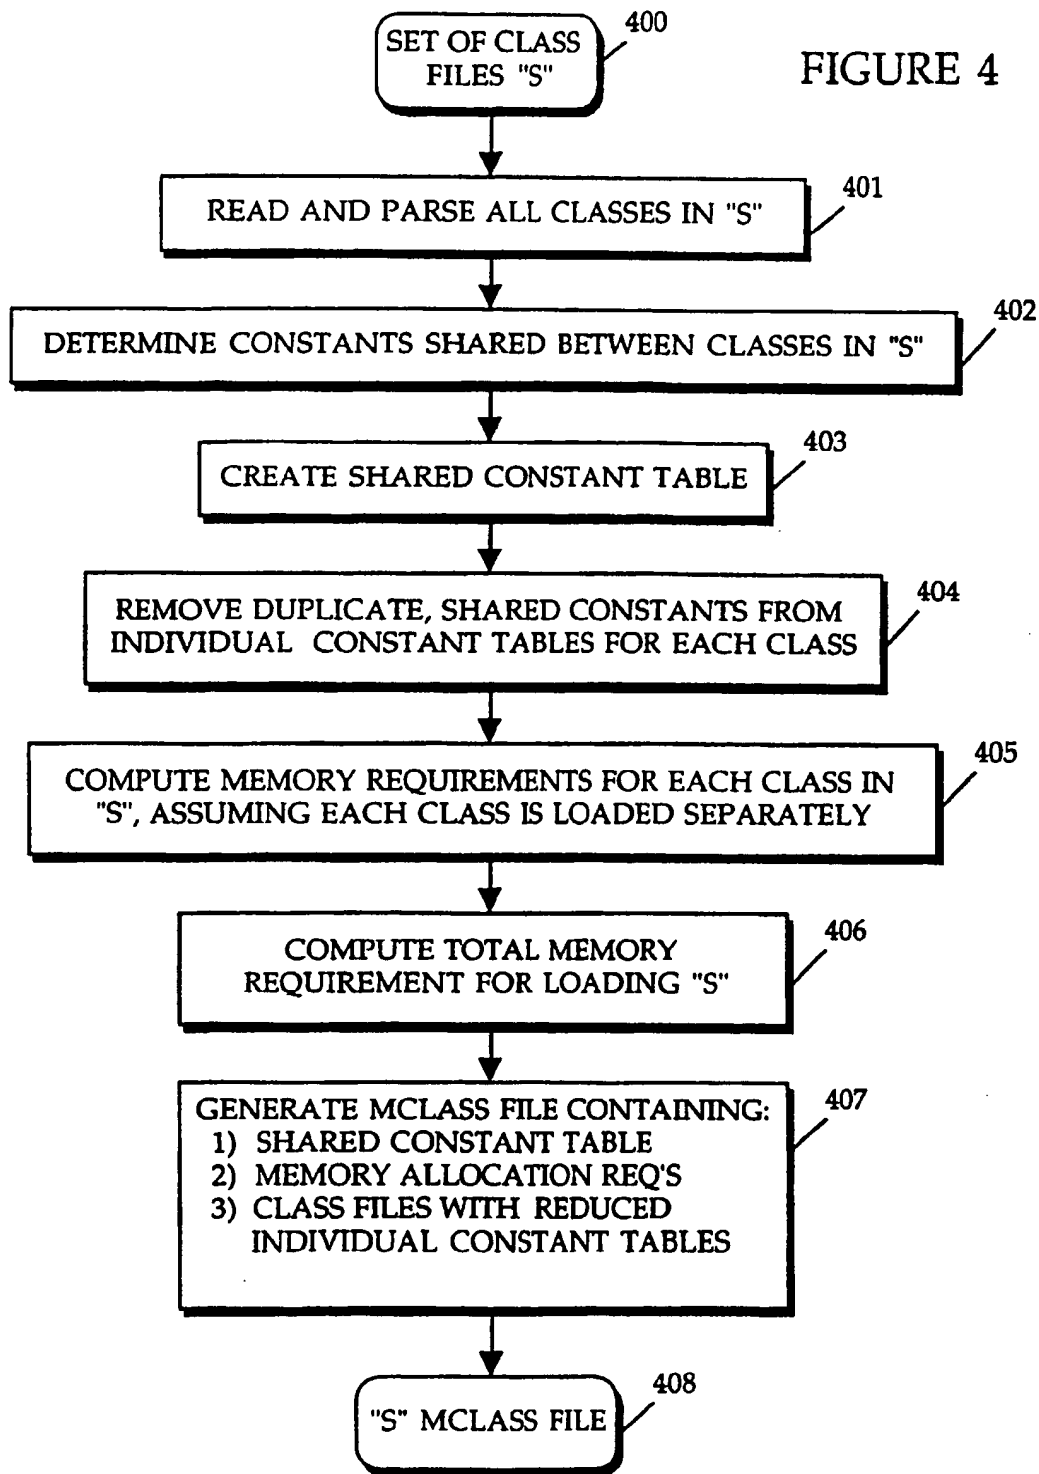 SET OF CLASS
FILES "S"
400
FIGURE 4
READ AND PARSE ALL CLASSES IN "S"
401
DETERMINE CONSTANTS SHARED BETWEEN CLASSES IN "S"
402
CREATE SHARED CONSTANT TABLE
403
REMOVE DUPLICATE, SHARED CONSTANTS FROM
INDIVIDUAL CONSTANT TABLES FOR EACH CLASS
404
COMPUTE MEMORY REQUIREMENTS FOR EACH CLASS IN
"S", ASSUMING EACH CLASS IS LOADED SEPARATELY
405
COMPUTE TOTAL MEMORY
REQUIREMENT FOR LOADING "S"
406
GENERATE MCLASS FILE CONTAINING:
1) SHARED CONSTANT TABLE
2) MEMORY ALLOCATION REQ'S
3) CLASS FILES WITH REDUCED
INDIVIDUAL CONSTANT TABLES
407
"S" MCLASS FILE
408